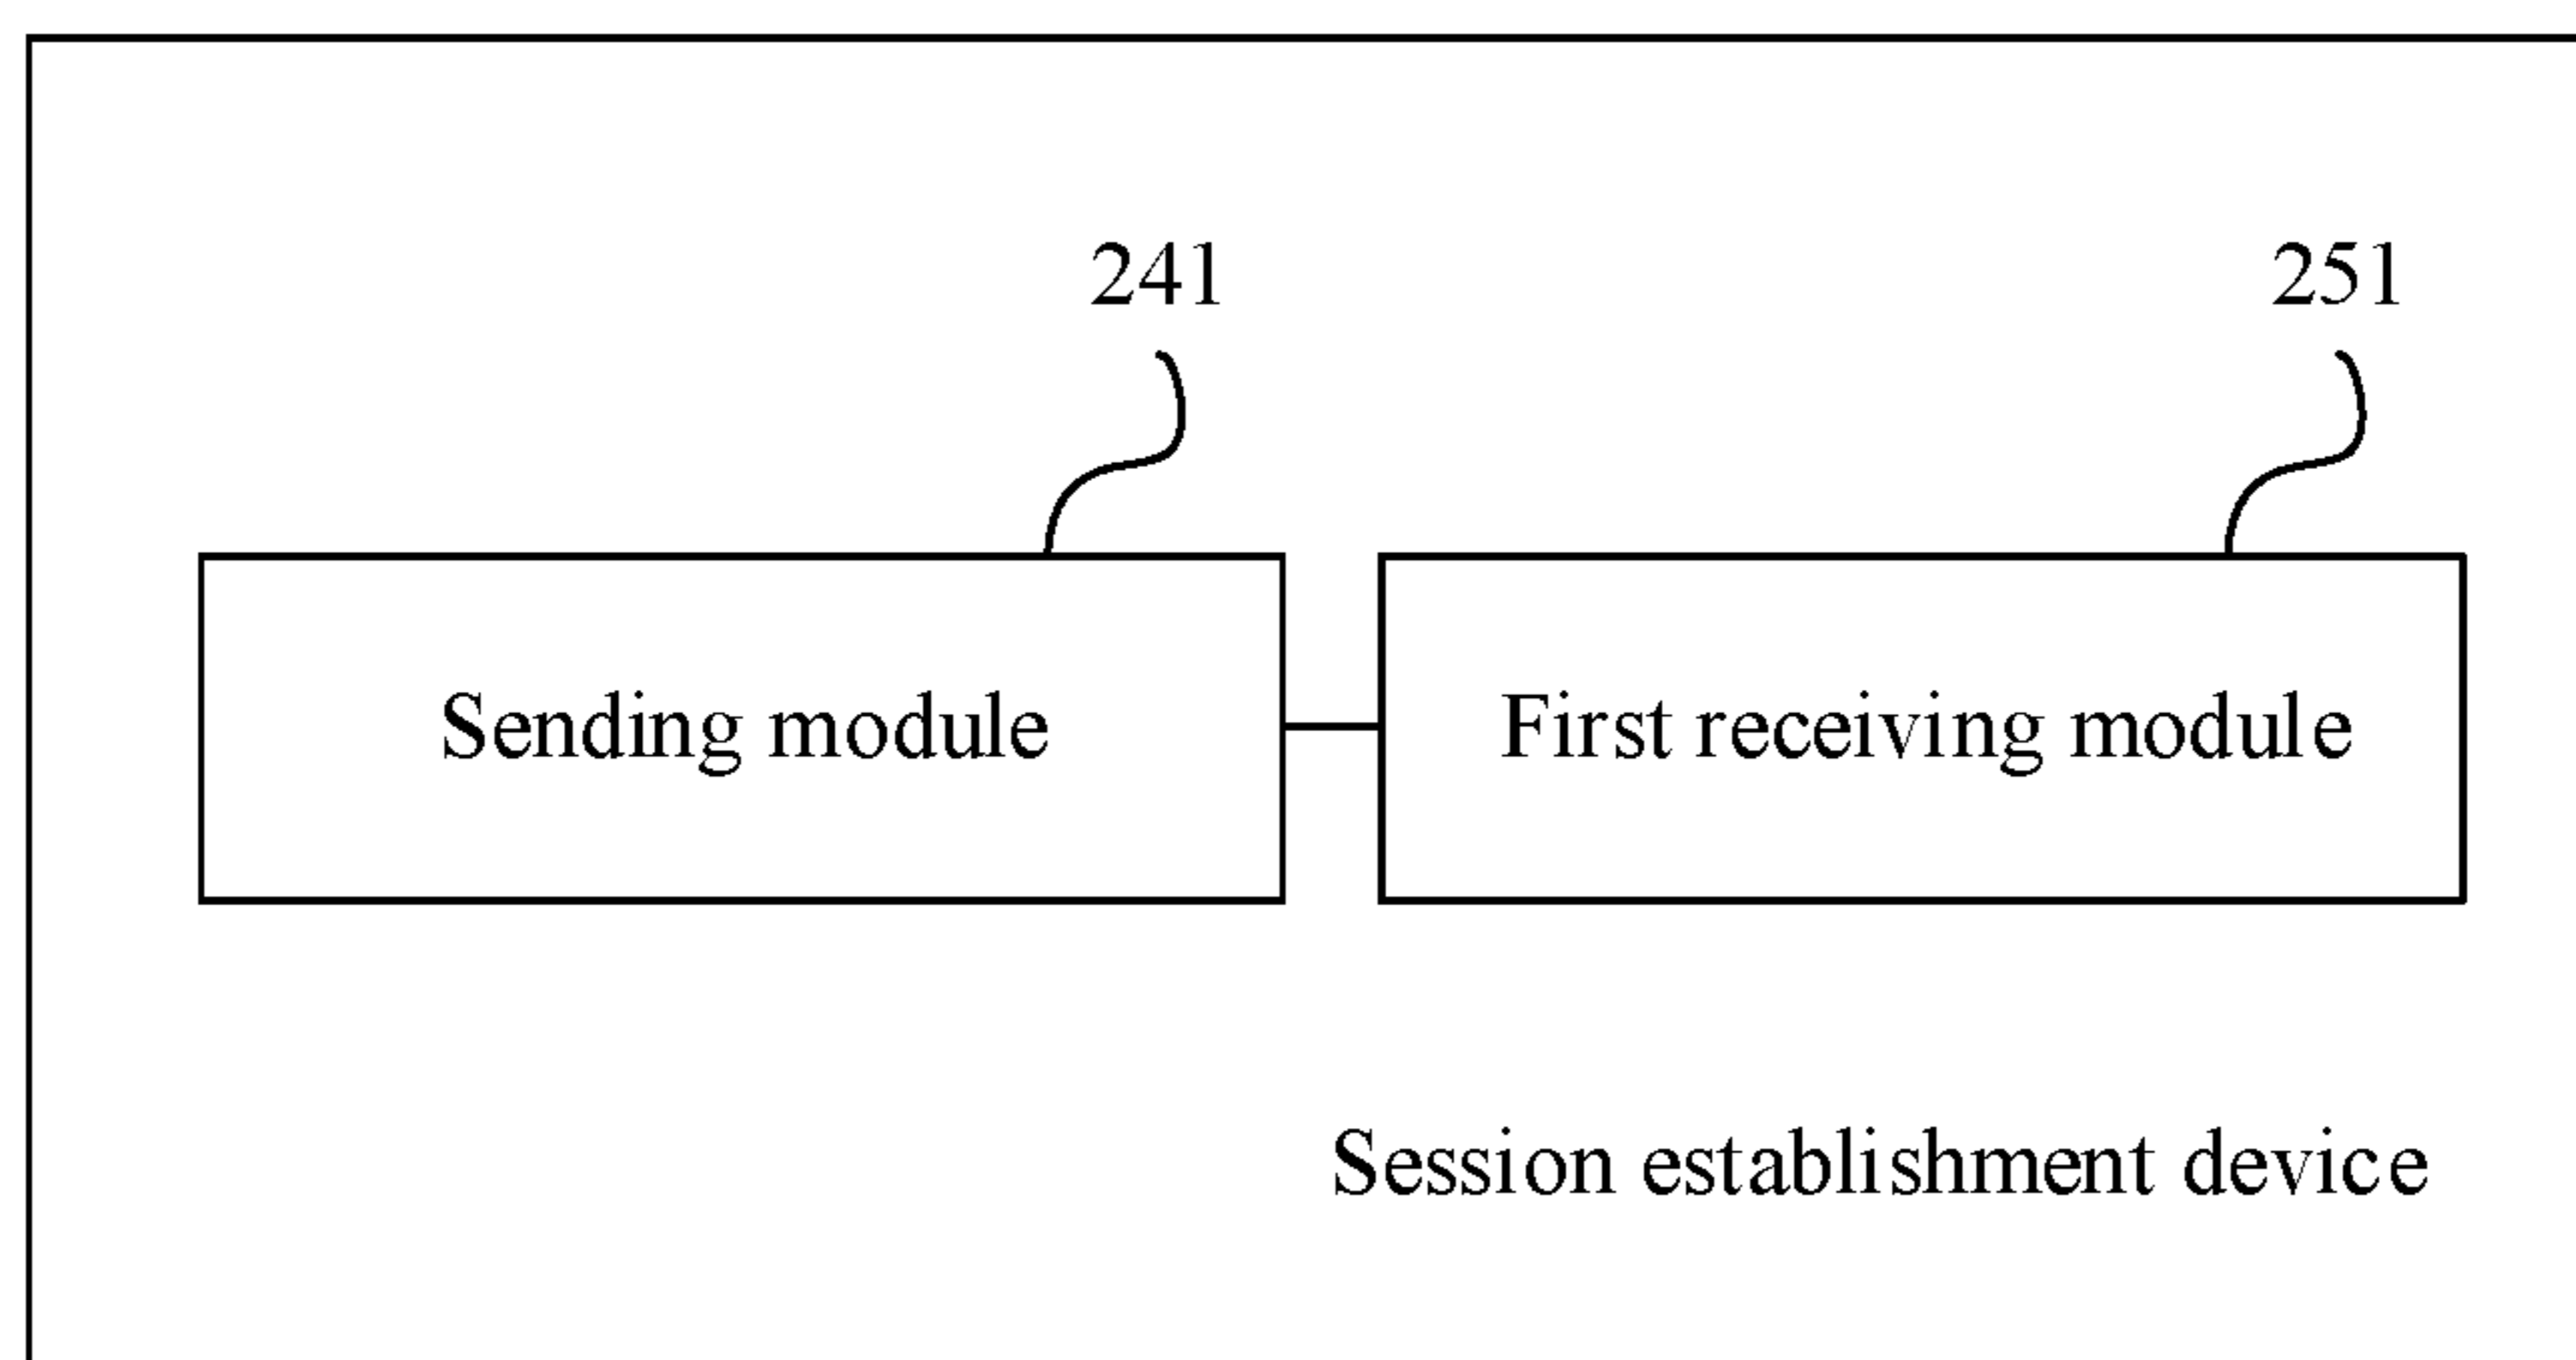 241 251
Sending module First receiving module
Session establishment device